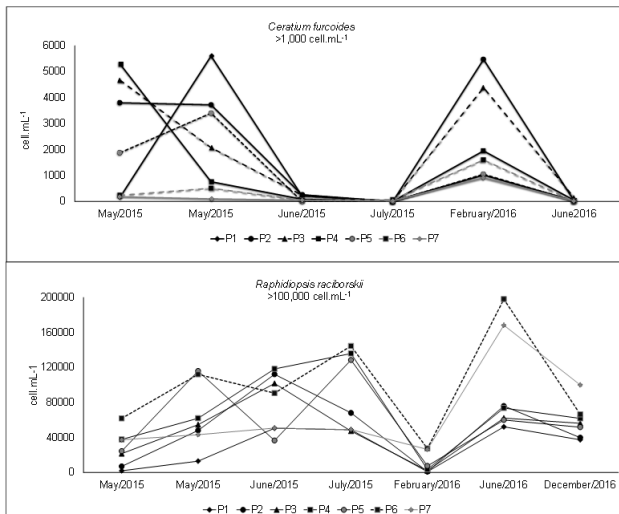 Ceratium furcoides
>1,000 cell.mL-1
6000
5000
4000
3000
2000
1000
0
cell.mL-1
May/2015 May/2015 June/2015 July/2015 February/2016 June2016
P1 P2 P3 P4 P5 P6 P7
Raphidiopsis raciborskii
>100,000 cell.mL-1
200000
160000
120000
80000
40000
0
cell.mL-1
May/2015 May/2015 June/2015 July/2015 February/2016 June/2016 December/2016
P1 P2 P3 P4 P5 P6 P7